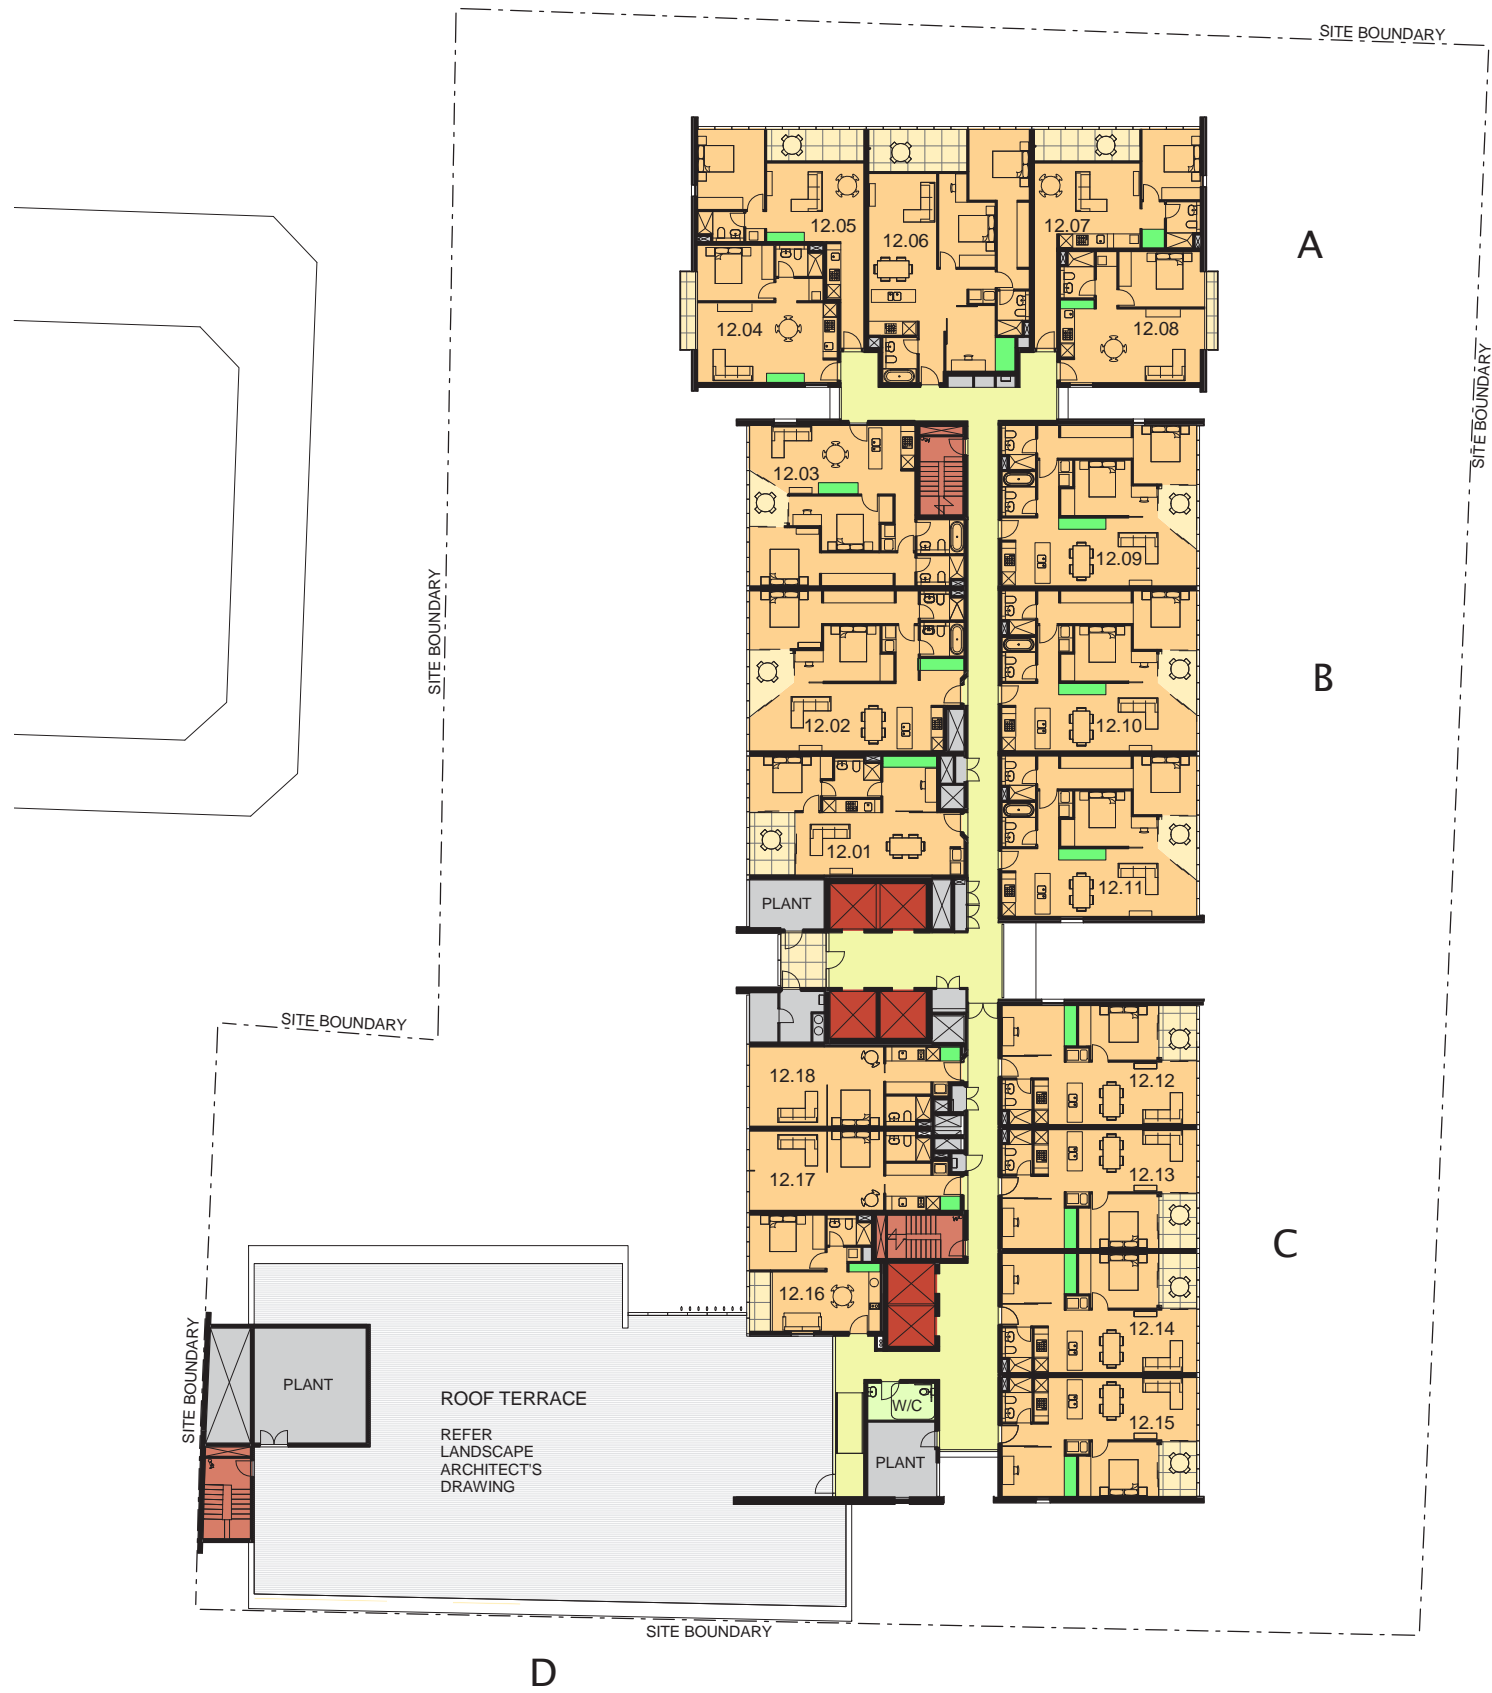 SITE BOUNDARY
12.05
12.06
12.07
A
12.04
12.08
SITE BOUNDARY
12.03
12.09
SITE BOUNDARY
B
12.02
12.10
12.01
12.11
PLANT
SITE BOUNDARY
12.18
12.12
12.17
12.13
C
12.16
12.14
SITE BOUNDARY
PLANT
ROOF TERRACE
W/C
12.15
REFER
LANDSCAPE
ARCHITECT'S
DRAWING
PLANT
SITE BOUNDARY
D